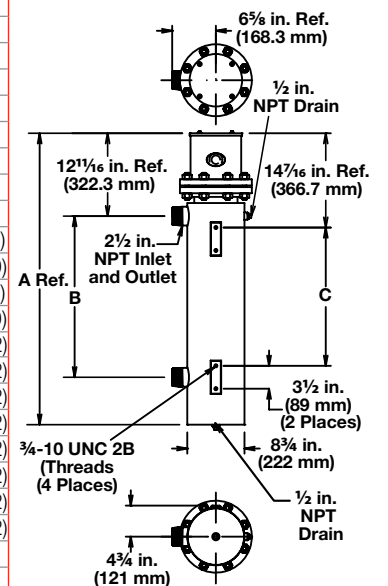 6⅝ in. Ref.
(168.3 mm)
½ in.
NPT Drain
12¹¹⁄₁₆ in. Ref.
(322.3 mm)
14⁷⁄₁₆ in. Ref.
(366.7 mm)
2½ in.
NPT Inlet
and Outlet
A Ref.
B
C
3½ in.
(89 mm)
(2 Places)
¾-10 UNC 2B
(Threads
(4 Places)
8¾ in.
(222 mm)
½ in.
NPT
Drain
4¾ in.
(121 mm)